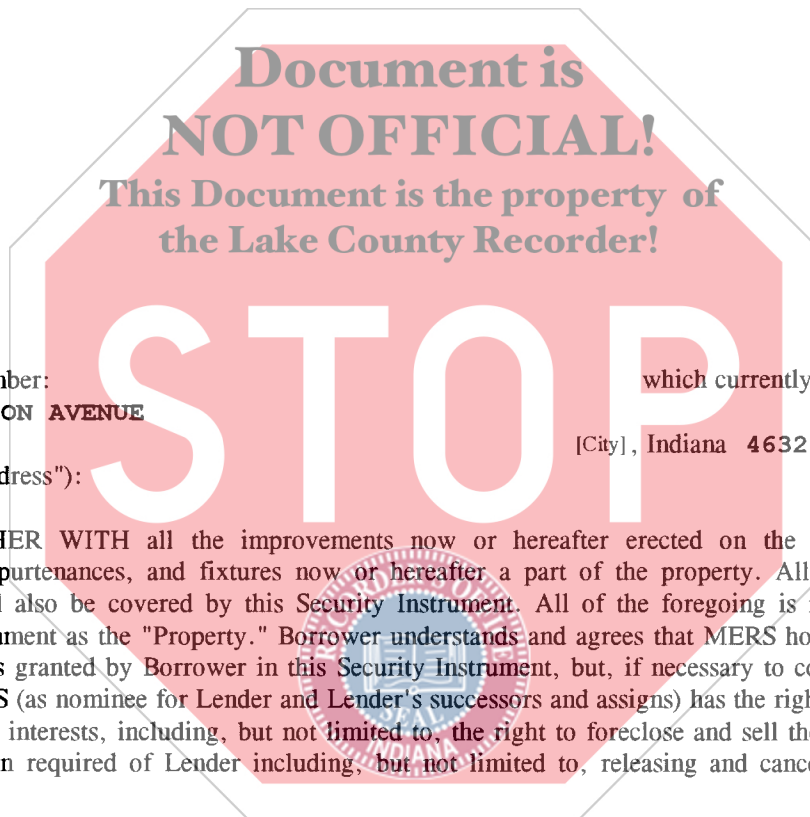 Document is
NOT OFFICIAL!
This Document is the property of
the Lake County Recorder!
STOP
nber: which currently
ON AVENUE
[City], Indiana 4632
dress"):
HER WITH all the improvements now or hereafter erected on the
purtenances, and fixtures now or hereafter a part of the property. All
l also be covered by this Security Instrument. All of the foregoing is
ment as the "Property." Borrower understands and agrees that MERS ho
s granted by Borrower in this Security Instrument, but, if necessary to co
S (as nominee for Lender and Lender's successors and assigns) has the righ
interests, including, but not limited to, the right to foreclose and sell the
n required of Lender including, but not limited to, releasing and cance
SEAL
INDIANA